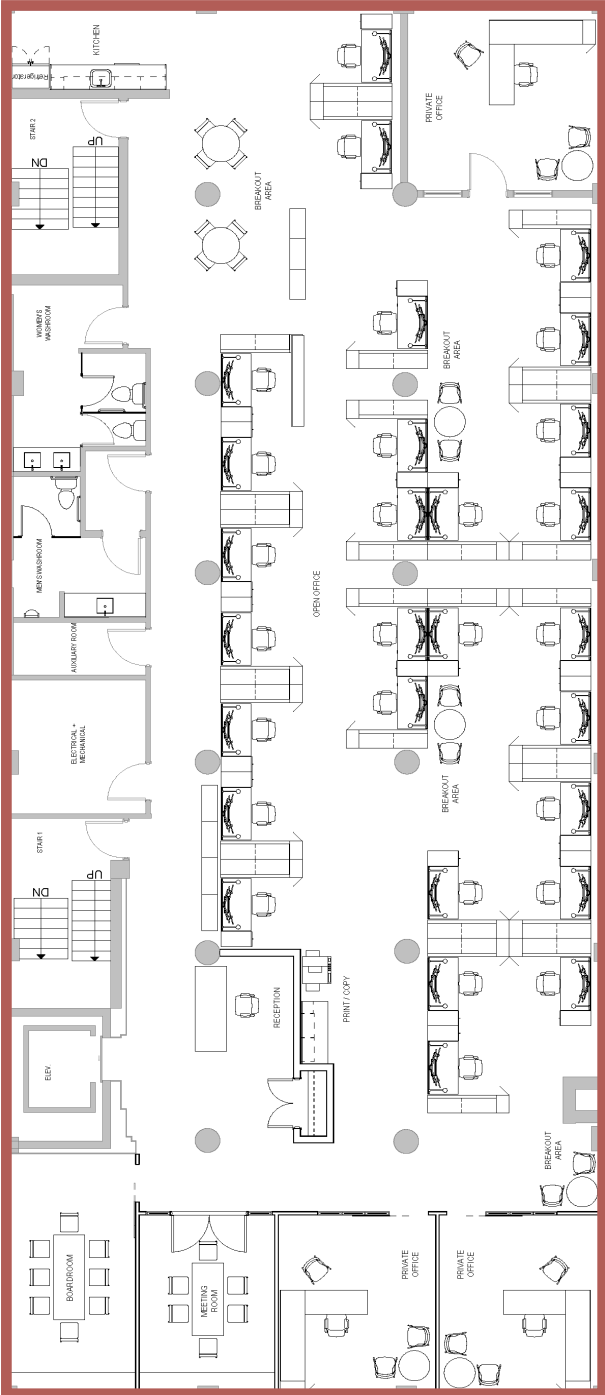 KITCHEN
Refrigerator
STAIR 2
UP
DN
PRIVATE
OFFICE
BREAKOUT
AREA
WOMEN'S
WASHROOM
BREAKOUT
AREA
MEN'S WASHROOM
OPEN OFFICE
AUXILIARY ROOM
ELECTRICAL +
MECHANICAL
BREAKOUT
AREA
STAIR 1
UP
DN
RECEPTION
PRINT / COPY
ELEV.
BREAKOUT
AREA
BOARDROOM
MEETING
ROOM
PRIVATE
OFFICE
PRIVATE
OFFICE